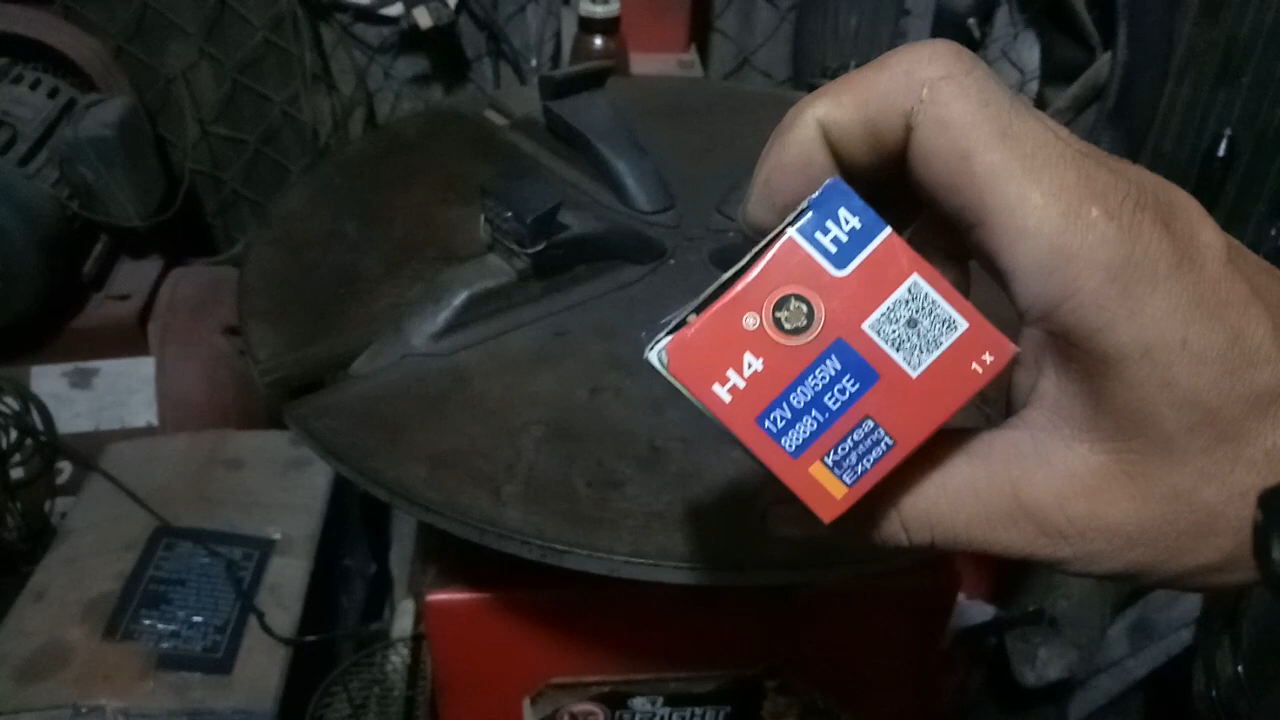 H4
®
H4
12V 60/55W
88881. ECE
Korea
Lighting
Expert
1 x